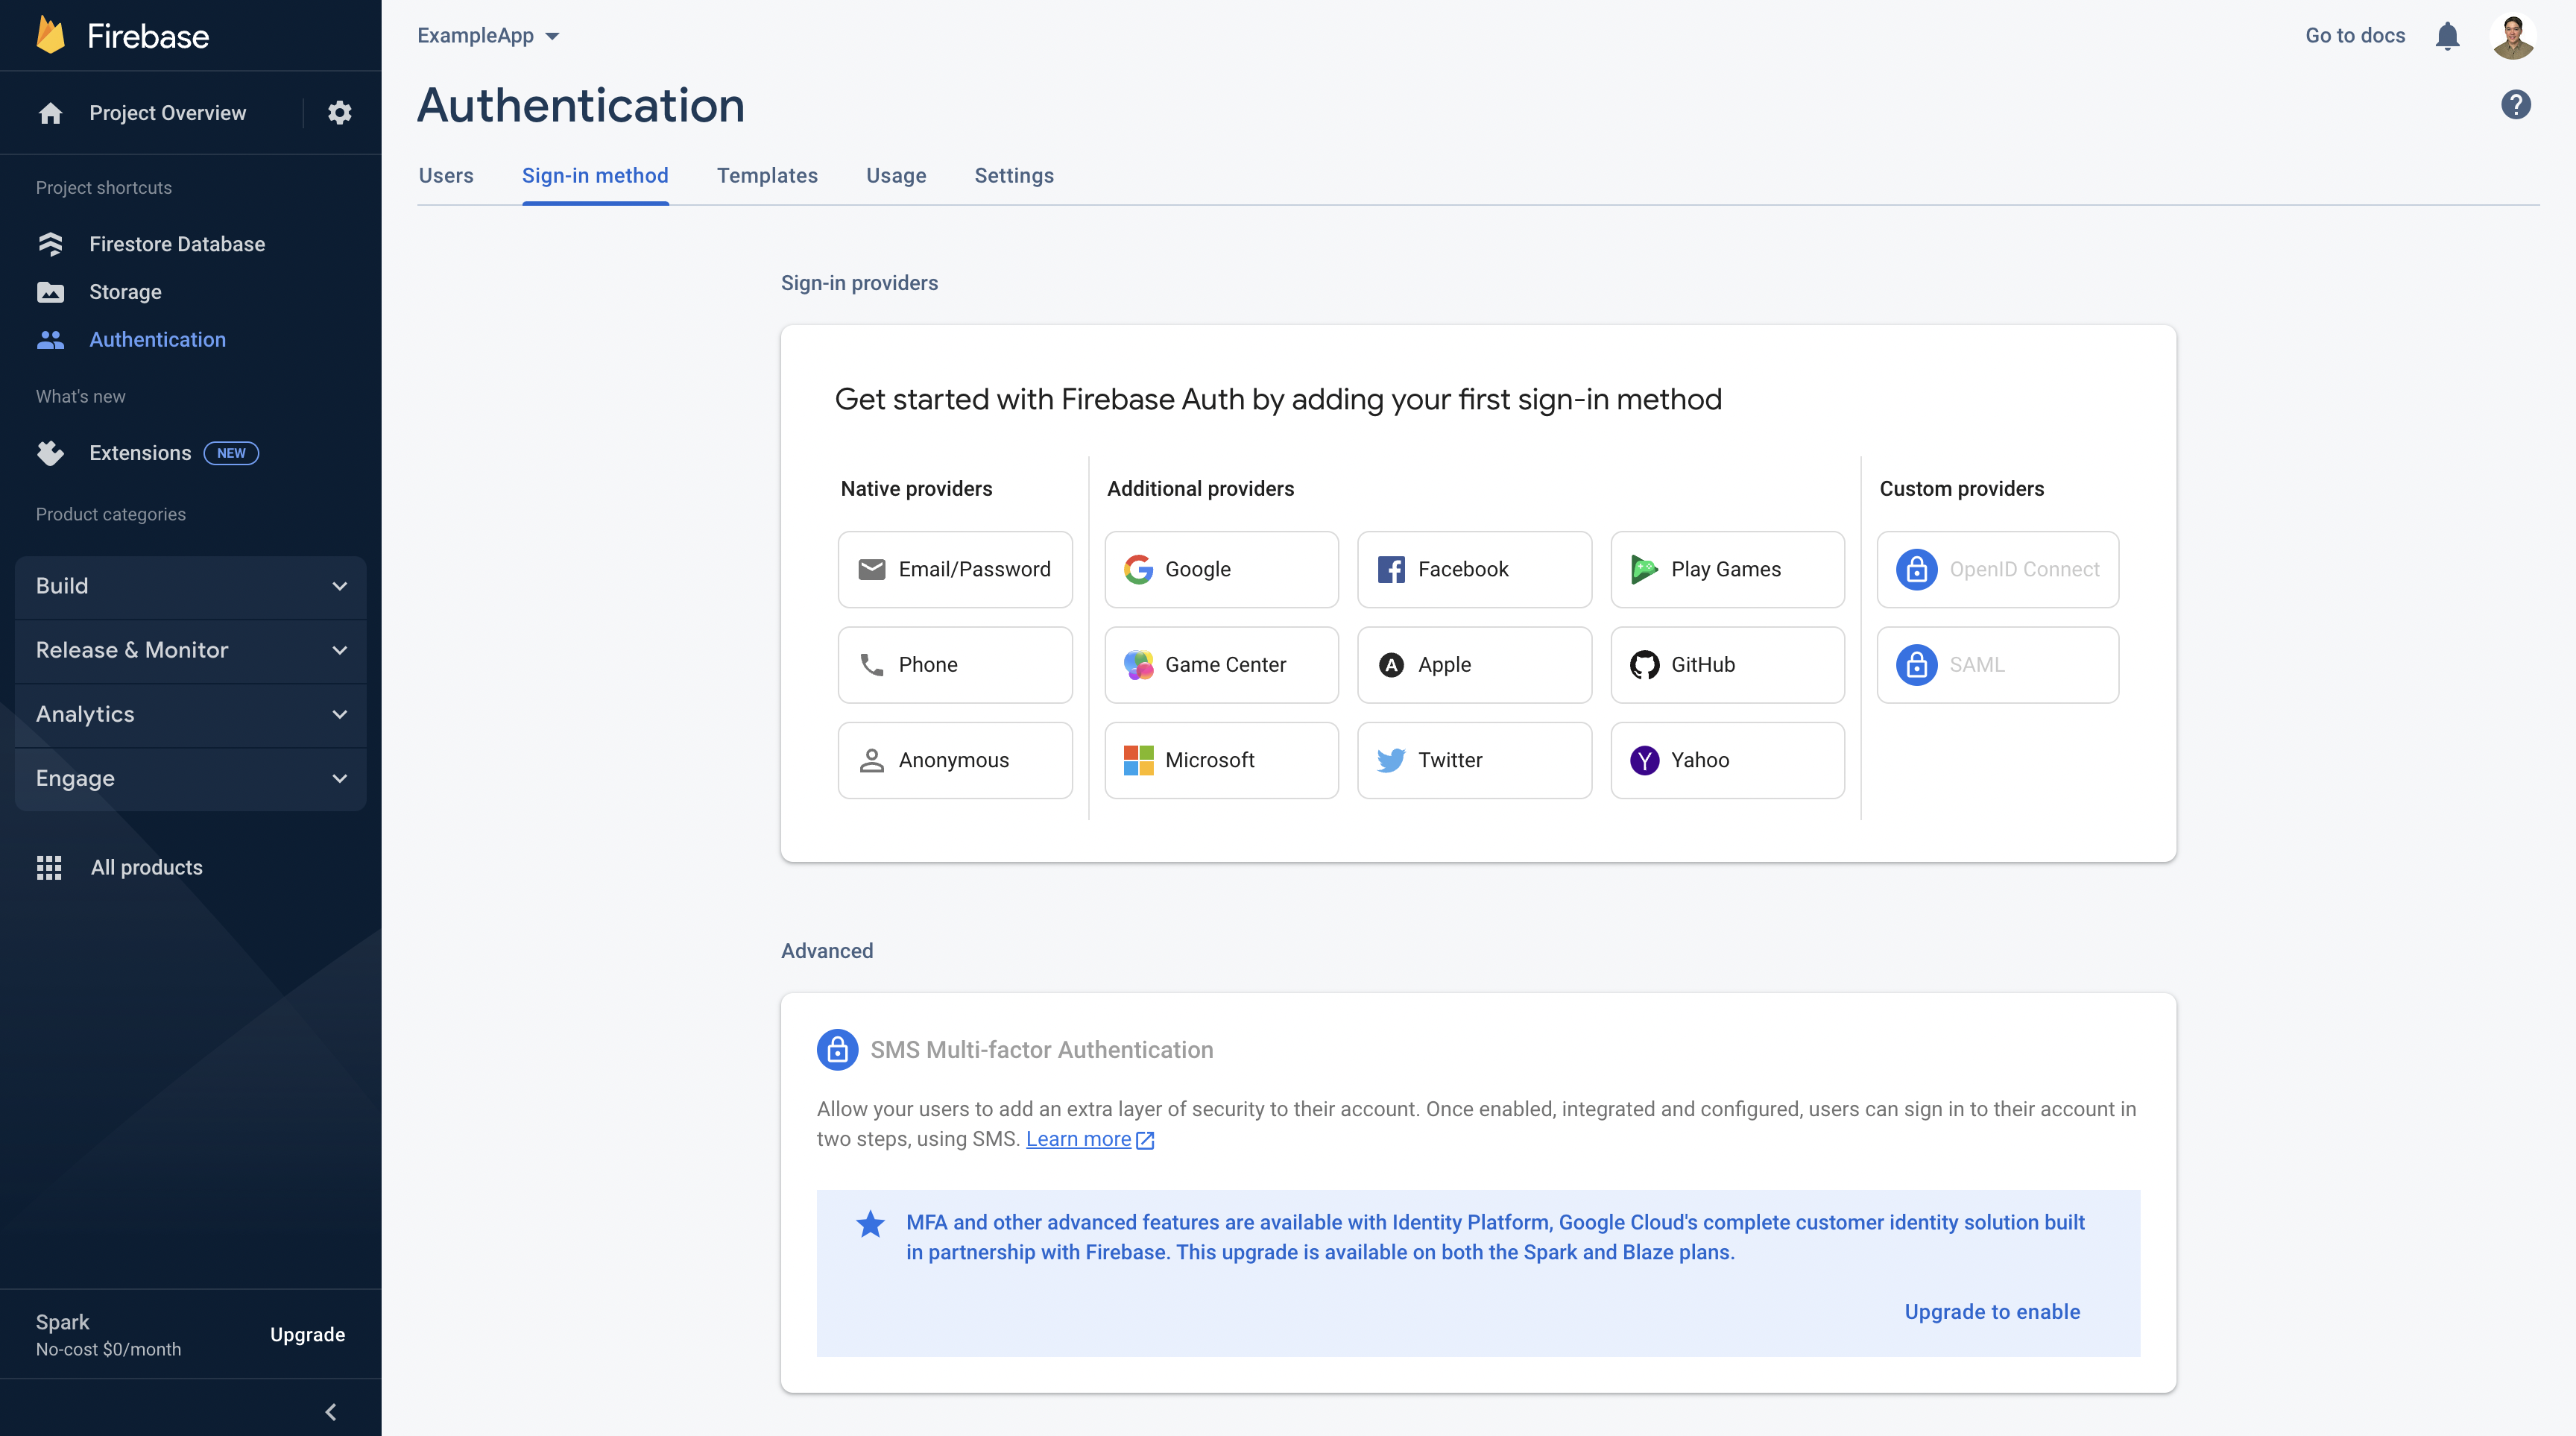 Firebase
Project Overview
Project shortcuts
Firestore Database
Storage
Authentication
What's new
Extensions NEW
Product categories
Build
Release & Monitor
Analytics
Engage
All products
Spark
No-cost $0/month
Upgrade
ExampleApp
Go to docs
Authentication
Users Sign-in method Templates Usage Settings
Sign-in providers
Get started with Firebase Auth by adding your first sign-in method
Native providers
Email/Password
Phone
Anonymous
Additional providers
Google Facebook Play Games
Game Center Apple GitHub
Microsoft Twitter Yahoo
Custom providers
OpenID Connect
SAML
Advanced
SMS Multi-factor Authentication
Allow your users to add an extra layer of security to their account. Once enabled, integrated and configured, users can sign in to their account in
two steps, using SMS. Learn more
MFA and other advanced features are available with Identity Platform, Google Cloud's complete customer identity solution built
in partnership with Firebase. This upgrade is available on both the Spark and Blaze plans.
Upgrade to enable